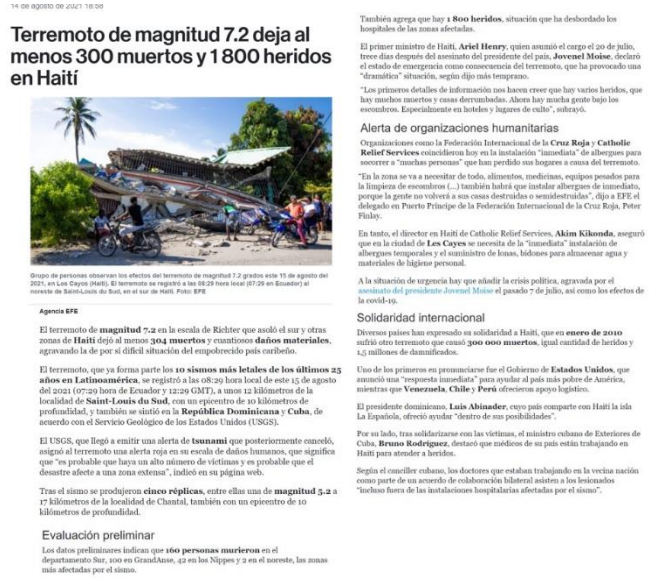 14 de agosto de 2021 18:58
Terremoto de magnitud 7.2 deja al
menos 300 muertos y 1 800 heridos
en Haití
Grupo de personas observan los efectos del terremoto de magnitud 7.2 grados este 15 de agosto del
2021, en Los Cayos (Haití). El terremoto se registró a las 08:29 hora local (07:29 en Ecuador) al
noreste de Saint-Louis du Sud, en el sur de Haití. Foto: EFE
Agencia EFE
El terremoto de magnitud 7.2 en la escala de Richter que asoló el sur y otras
zonas de Haití dejó al menos 304 muertos y cuantiosos daños materiales,
agravando la de por sí difícil situación del empobrecido país caribeño.
El terremoto, que ya forma parte los 10 sismos más letales de los últimos 25
años en Latinoamérica, se registró a las 08:29 hora local de este 15 de agosto
del 2021 (07:29 hora de Ecuador y 12:29 GMT), a unos 12 kilómetros de la
localidad de Saint-Louis du Sud, con un epicentro de 10 kilómetros de
profundidad, y también se sintió en la República Dominicana y Cuba, de
acuerdo con el Servicio Geológico de los Estados Unidos (USGS).
El USGS, que llegó a emitir una alerta de tsunami que posteriormente canceló,
asignó al terremoto una alerta roja en su escala de daños humanos, que significa
que “es probable que haya un alto número de víctimas y es probable que el
desastre afecte a una zona extensa”, indicó en su página web.
Tras el sismo se produjeron cinco réplicas, entre ellas una de magnitud 5.2 a
17 kilómetros de la localidad de Chantal, también con un epicentro de 10
kilómetros de profundidad.
Evaluación preliminar
Los datos preliminares indican que 160 personas murieron en el
departamento Sur, 100 en GrandAnse, 42 en los Nippes y 2 en el noreste, las zonas
más afectadas por el sismo.
También agrega que hay 1 800 heridos, situación que ha desbordado los
hospitales de las zonas afectadas.
El primer ministro de Haití, Ariel Henry, quien asumió el cargo el 20 de julio,
trece días después del asesinato del presidente del país, Jovenel Moise, declaró
el estado de emergencia como consecuencia del terremoto, que ha provocado una
“dramática” situación, según dijo más temprano.
“Los primeros detalles de información nos hacen creer que hay varios heridos, que
hay muchos muertos y casas derrumbadas. Ahora hay mucha gente bajo los
escombros. Especialmente en hoteles y lugares de culto”, subrayó.
Alerta de organizaciones humanitarias
Organizaciones como la Federación Internacional de la Cruz Roja y Catholic
Relief Services coincidieron hoy en la instalación “inmediata” de albergues para
socorrer a “muchas personas” que han perdido sus hogares a causa del terremoto.
“En la zona se va a necesitar de todo, alimentos, medicinas, equipos pesados para
la limpieza de escombros (...) también habrá que instalar albergues de inmediato,
porque la gente no volverá a sus casas destruidas o semidestruidas”, dijo a EFE el
delegado en Puerto Príncipe de la Federación Internacional de la Cruz Roja, Peter
Finlay.
En tanto, el director en Haití de Catholic Relief Services, Akim Kikonda, aseguró
que en la ciudad de Les Cayes se necesita de la “inmediata” instalación de
albergues temporales y el suministro de lonas, bidones para almacenar agua y
materiales de higiene personal.
A la situación de urgencia hay que añadir la crisis política, agravada por el
asesinato del presidente Jovenel Moise el pasado 7 de julio, así como los efectos de
la covid-19.
Solidaridad internacional
Diversos países han expresado su solidaridad a Haití, que en enero de 2010
sufrió otro terremoto que causó 300 000 muertos, igual cantidad de heridos y
1,5 millones de damnificados.
Uno de los primeros en pronunciarse fue el Gobierno de Estados Unidos, que
anunció una “respuesta inmediata” para ayudar al país más pobre de América,
mientras que Venezuela, Chile y Perú ofrecieron apoyo logístico.
El presidente dominicano, Luis Abinader, cuyo país comparte con Haití la isla
La Española, ofreció ayudar “dentro de sus posibilidades”.
Por su lado, tras solidarizarse con las víctimas, el ministro cubano de Exteriores de
Cuba, Bruno Rodríguez, destacó que médicos de su país están trabajando en
Haití para atender a heridos.
Según el canciller cubano, los doctores que estaban trabajando en la vecina nación
como parte de un acuerdo de colaboración bilateral asisten a los lesionados
“incluso fuera de las instalaciones hospitalarias afectadas por el sismo”.